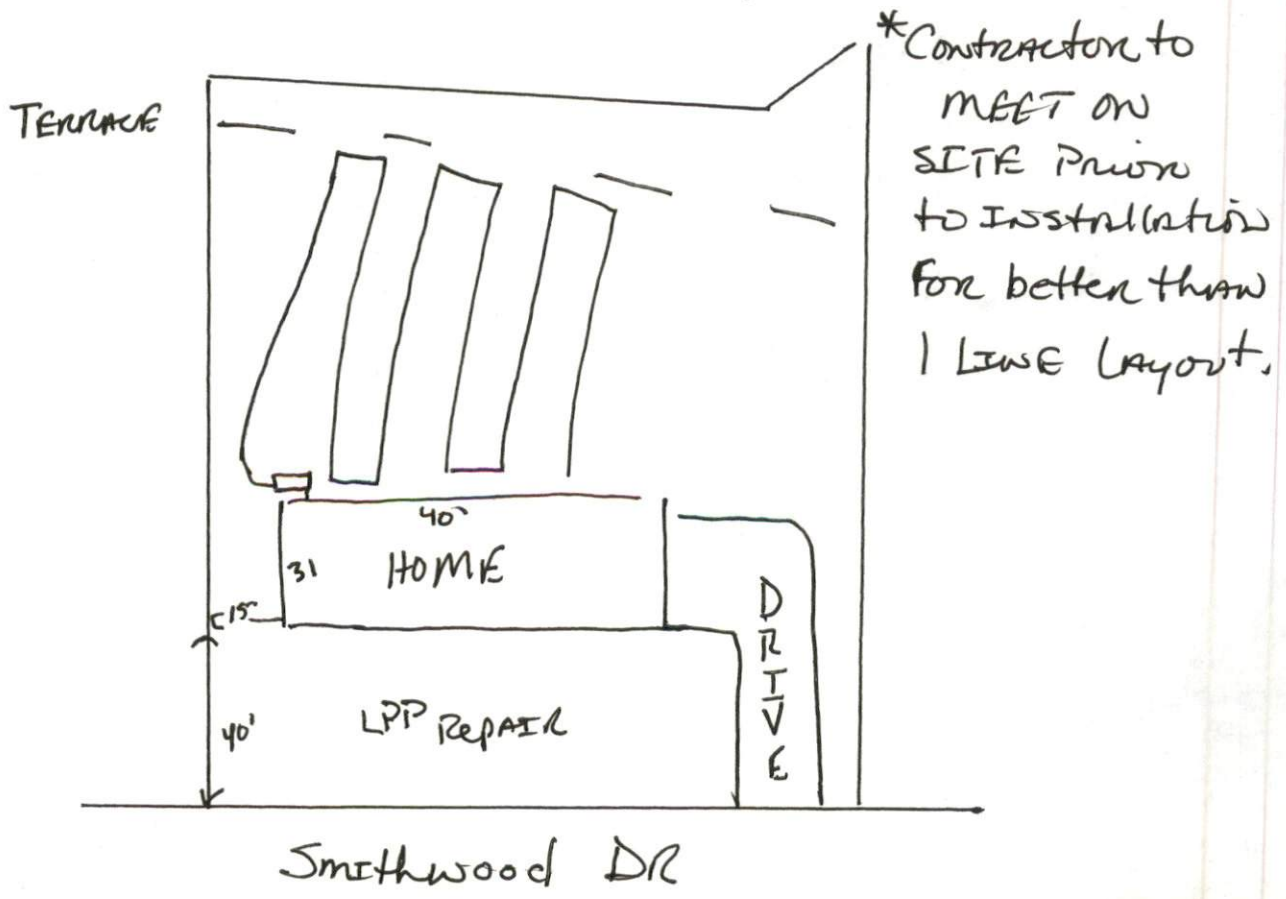 *Contractor to
MEET ON
SITE Prior
to Installation
For better than
1 LINE Layout.
TERRACE
40'
31
HOME
15'
DRIVE
LPP Repair
40'
Smithwood DR